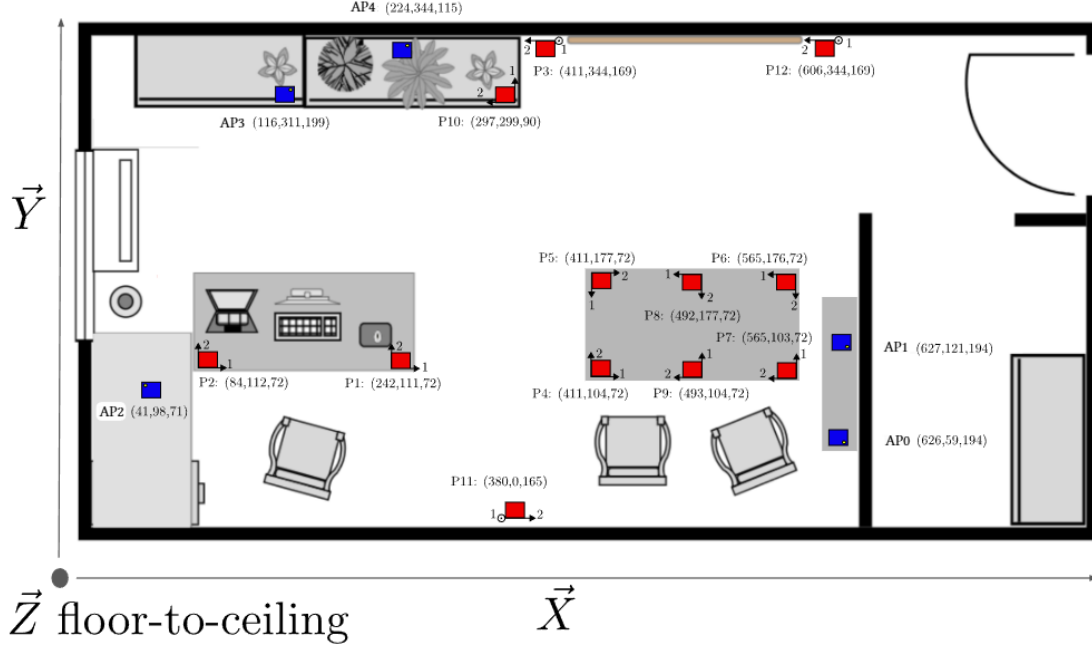 AP4 (224,344,115)
2 1
2 1
P3: (411,344,169)
P12: (606,344,169)
1
2
AP3 (116,311,199)
P10: (297,299,90)
Y
P5: (411,177,72)
P6: (565,176,72)
2
1
1
2
1
2
P8: (492,177,72)
P7: (565,103,72)
AP1 (627,121,194)
2
1
2
1
2
1
1
2
1
2
P2: (84,112,72)
P1: (242,111,72)
P4: (411,104,72)
P9: (493,104,72)
AP2 (41,98,71)
AP0 (626,59,194)
P11: (380,0,165)
1 2
Z floor-to-ceiling
X